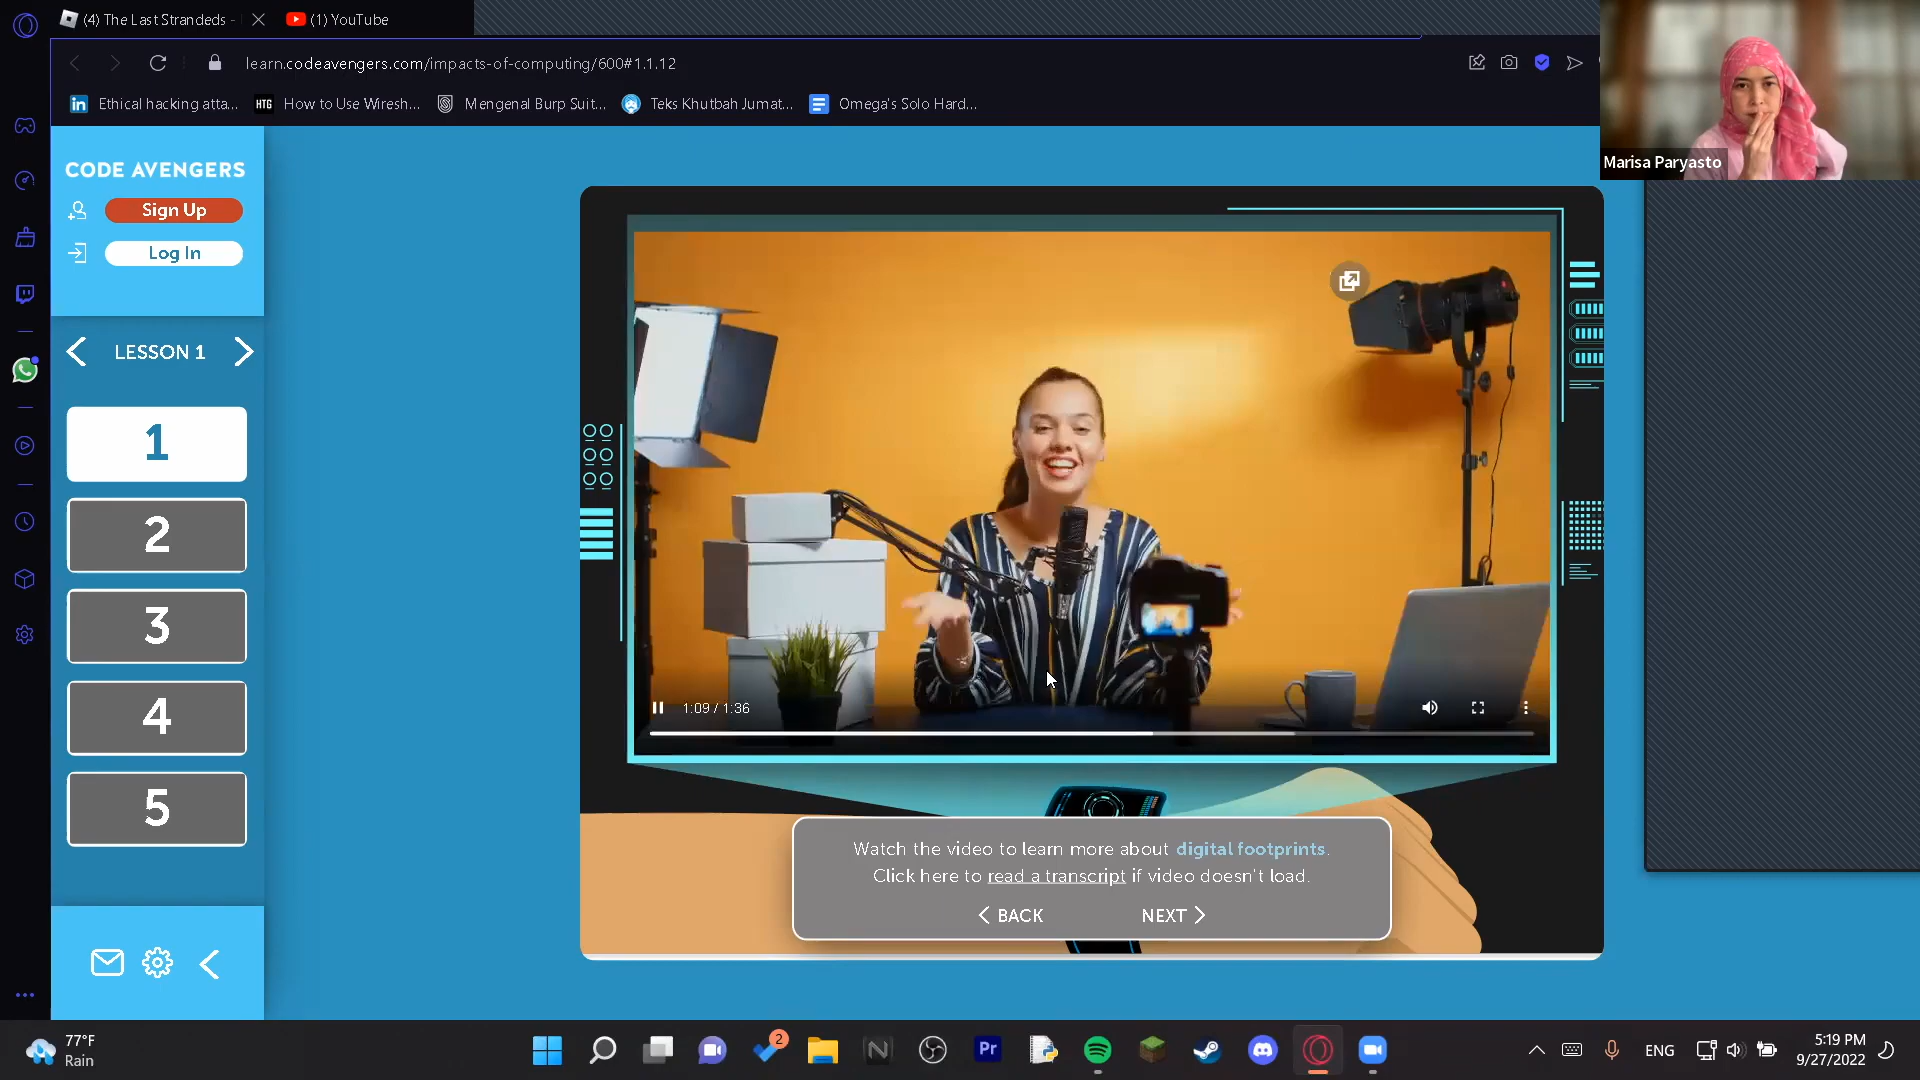 (4) The Last Strandeds -
(1) YouTube
learn.codeavengers.com/impacts-of-computing/600#1.1.12
Ethical hacking atta...
HTG
How to Use Wiresh...
Mengenal Burp Suit...
Teks Khutbah Jumat...
Omega's Solo Hard...
Marisa Paryasto
CODE AVENGERS
Sign Up
Log In
LESSON 1
1
2
3
4
5
1:09 / 1:36
Watch the video to learn more about digital footprints.
Click here to read a transcript if video doesn't load.
BACK
NEXT
77°F
Rain
2
N
Pr
ENG
5:19 PM
9/27/2022